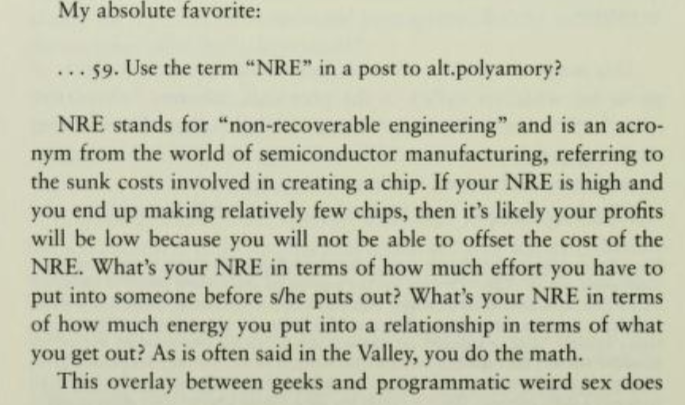 My absolute favorite:
... 59. Use the term “NRE” in a post to alt.polyamory?
NRE stands for “non-recoverable engineering” and is an acro-
nym from the world of semiconductor manufacturing, referring to
the sunk costs involved in creating a chip. If your NRE is high and
you end up making relatively few chips, then it’s likely your profits
will be low because you will not be able to offset the cost of the
NRE. What’s your NRE in terms of how much effort you have to
put into someone before s/he puts out? What’s your NRE in terms
of how much energy you put into a relationship in terms of what
you get out? As is often said in the Valley, you do the math.
This overlay between geeks and programmatic weird sex does